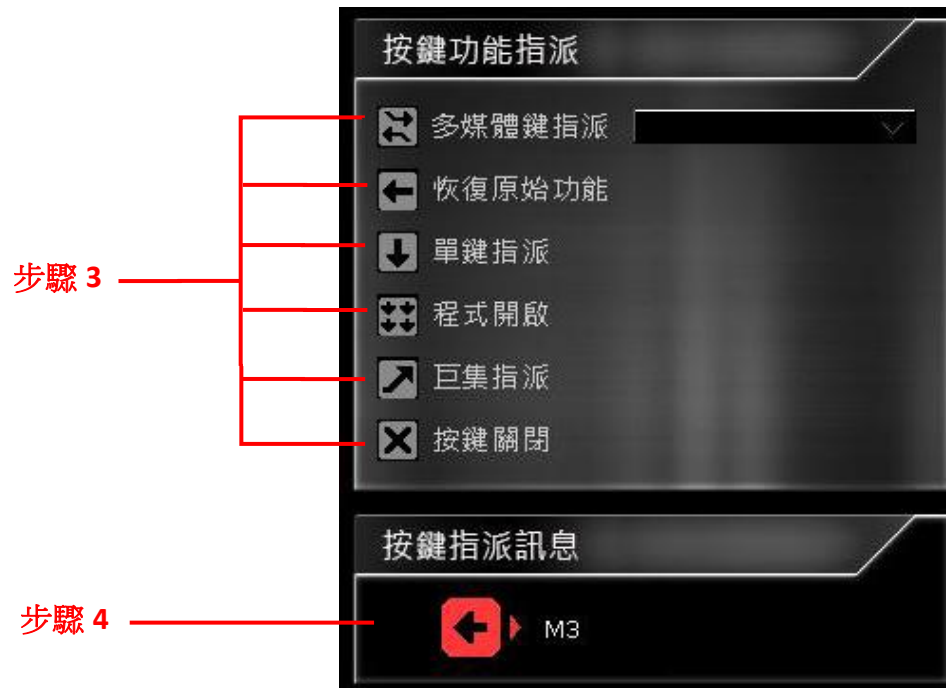 按鍵功能指派
多媒體鍵指派
恢復原始功能
單鍵指派
步驟 3
程式開啟
巨集指派
按鍵關閉
按鍵指派訊息
步驟 4
M3